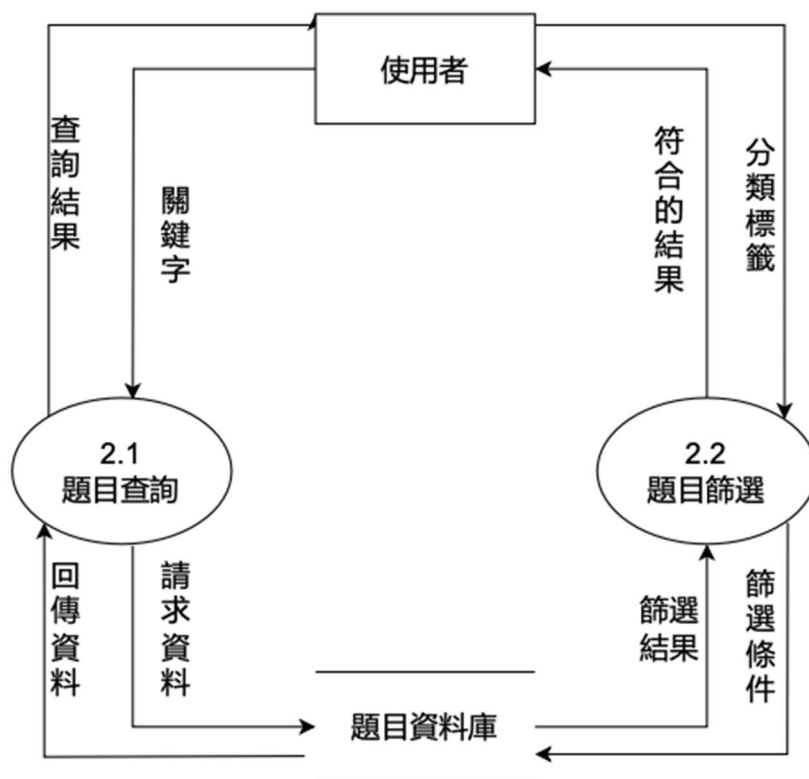 使用者
查詢結果
關鍵字
符合的結果
分類標籤
2.1
題目查詢
2.2
題目篩選
回傳資料
請求資料
篩選
結果
篩選條件
題目資料庫